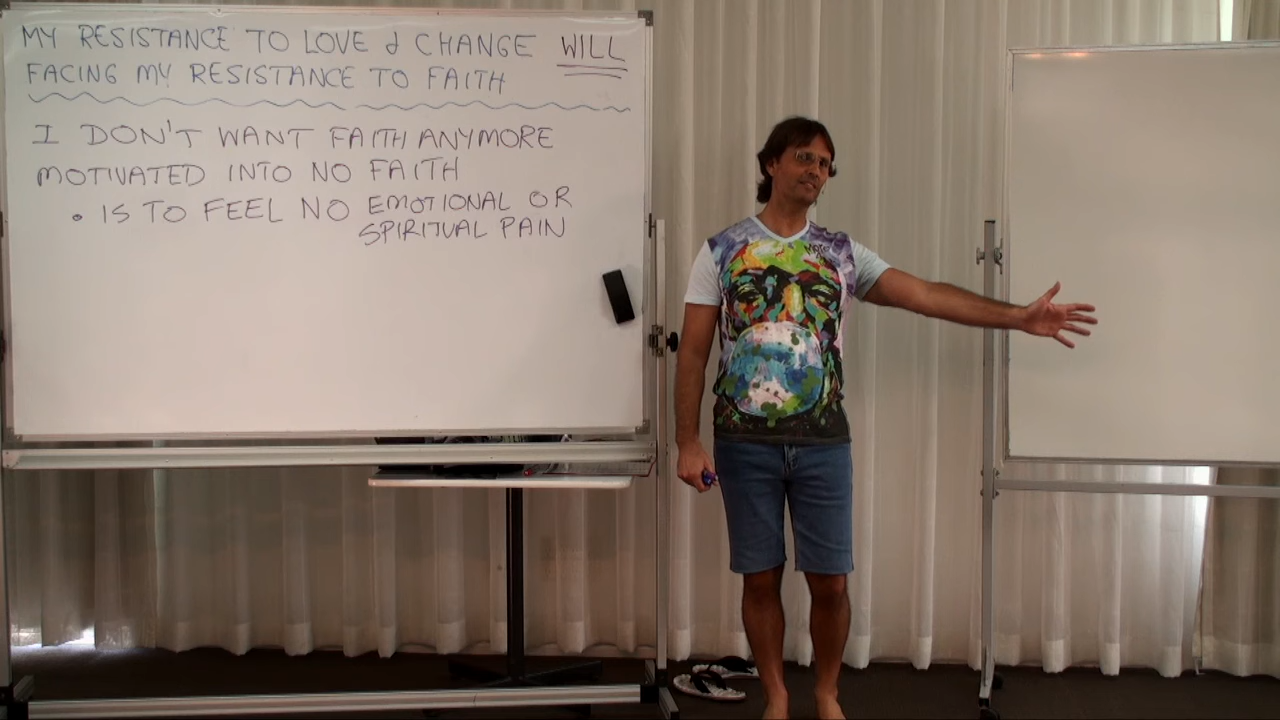 MY RESISTANCE TO LOVE & CHANGE WILL
FACING MY RESISTANCE TO FAITH
I DON'T WANT FAITH ANYMORE
MOTIVATED INTO NO FAITH
• IS TO FEEL NO EMOTIONAL OR
SPIRITUAL PAIN